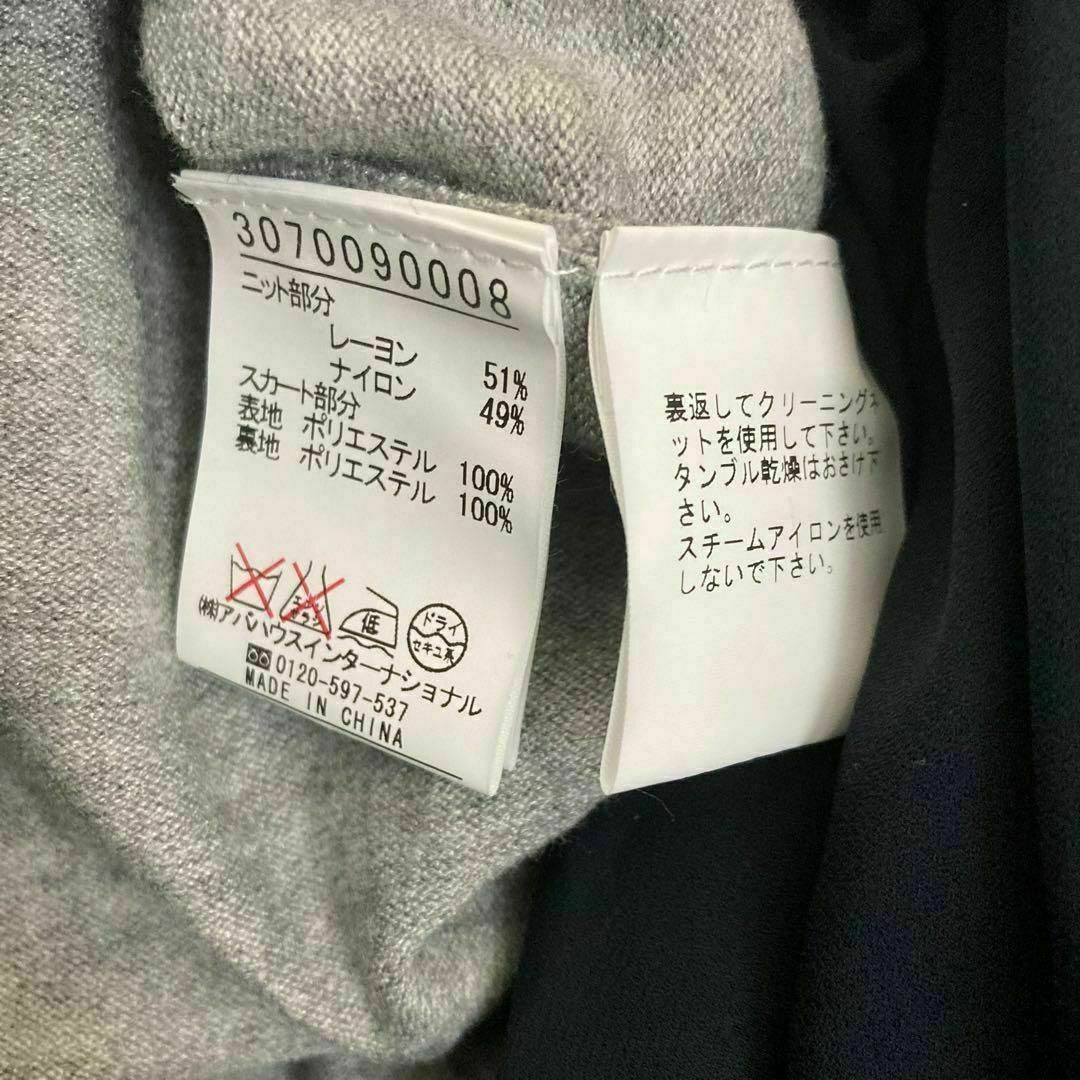 3070090008
ニット部分
レーヨン 51%
ナイロン 49%
スカート部分
表地 ポリエステル 100%
裏地 ポリエステル 100%
低
ドライ
セキユ系
(株)アバハウスインターナショナル
0120-597-537
MADE IN CHINA
裏返してクリーニングネ
ットを使用して下さい。
タンブル乾燥はおさけ下
さい。
スチームアイロンを使用
しないで下さい。